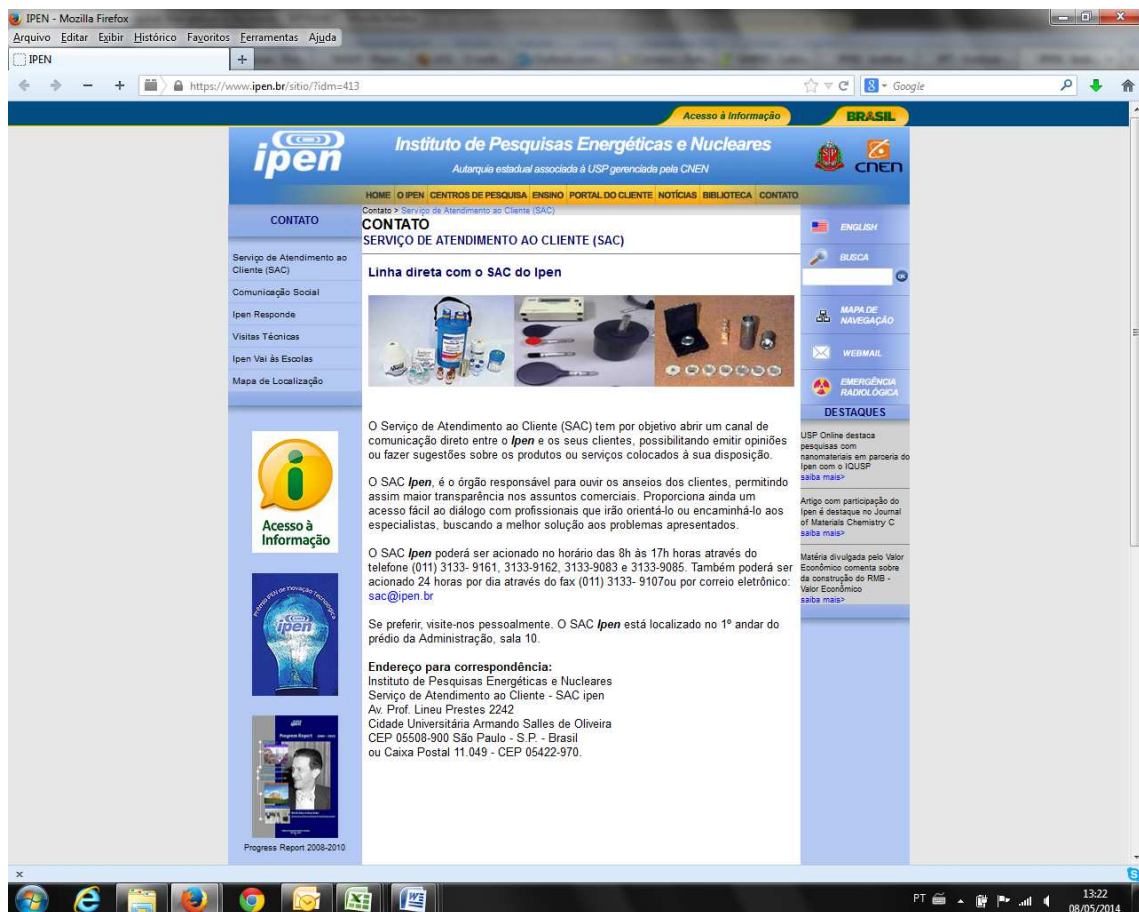 IPEN - Mozilla Firefox
Arquivo Editar Exibir Histórico Favoritos Ferramentas Ajuda
IPEN
https://www.ipen.br/sitio/?idm=413
Google
Acesso à Informação
BRASIL
ipen
Instituto de Pesquisas Energéticas e Nucleares
Autarquia estadual associada à USP gerenciada pela CNEN
CNEN
HOME O IPEN CENTROS DE PESQUISA ENSINO PORTAL DO CLIENTE NOTÍCIAS BIBLIOTECA CONTATO
CONTATO
Serviço de Atendimento ao
Cliente (SAC)
Comunicação Social
Ipen Responde
Visitas Técnicas
Ipen Vai às Escolas
Mapa de Localização
Acesso à
Informação
Prêmio IPEN de Inovação Tecnológica
ipen
Progress Report
Progress Report 2008-2010
Contato > Serviço de Atendimento ao Cliente (SAC)
CONTATO
SERVIÇO DE ATENDIMENTO AO CLIENTE (SAC)
Linha direta com o SAC do Ipen
O Serviço de Atendimento ao Cliente (SAC) tem por objetivo abrir um canal de
comunicação direto entre o Ipen e os seus clientes, possibilitando emitir opiniões
ou fazer sugestões sobre os produtos ou serviços colocados à sua disposição.
O SAC Ipen, é o órgão responsável para ouvir os anseios dos clientes, permitindo
assim maior transparência nos assuntos comerciais. Proporciona ainda um
acesso fácil ao diálogo com profissionais que irão orientá-lo ou encaminhá-lo aos
especialistas, buscando a melhor solução aos problemas apresentados.
O SAC Ipen poderá ser acionado no horário das 8h às 17h horas através do
telefone (011) 3133- 9161, 3133-9162, 3133-9083 e 3133-9085. Também poderá ser
acionado 24 horas por dia através do fax (011) 3133- 9107ou por correio eletrônico:
sac@ipen.br
Se preferir, visite-nos pessoalmente. O SAC Ipen está localizado no 1º andar do
prédio da Administração, sala 10.
Endereço para correspondência:
Instituto de Pesquisas Energéticas e Nucleares
Serviço de Atendimento ao Cliente - SAC ipen
Av. Prof. Lineu Prestes 2242
Cidade Universitária Armando Salles de Oliveira
CEP 05508-900 São Paulo - S.P. - Brasil
ou Caixa Postal 11.049 - CEP 05422-970.
ENGLISH
BUSCA
OK
MAPA DE
NAVEGAÇÃO
WEBMAIL
EMERGÊNCIA
RADIOLÓGICA
DESTAQUES
USP Online destaca
pesquisas com
nanomateriais em parceria do
Ipen com o IQUSP
saiba mais>
Artigo com participação do
Ipen é destaque no Journal
of Materials Chemistry C
saiba mais>
Matéria divulgada pelo Valor
Econômico comenta sobre
da construção do RMB -
Valor Econômico
saiba mais>
PT
13:22
08/05/2014